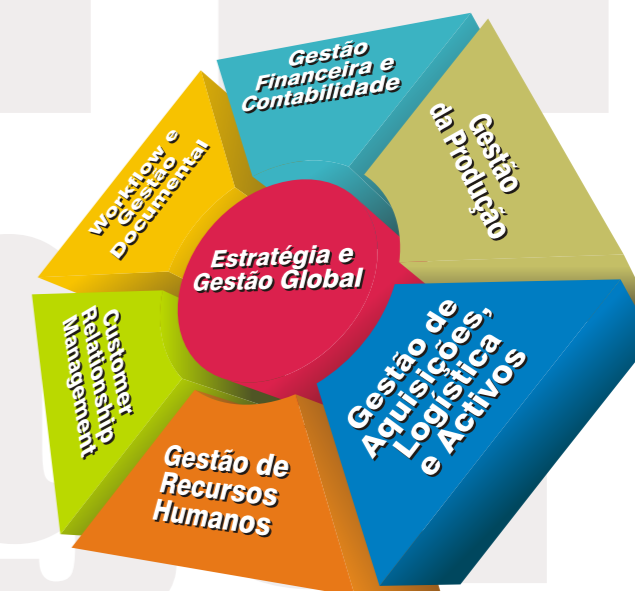 Gestão
Financeira e
Contabilidade
Gestão
da Produção
Workflow e
Gestão
Documental
Estratégia e
Gestão Global
Customer
Relationship
Management
Gestão de
Aquisições,
Logística
e Activos
Gestão de
Recursos
Humanos